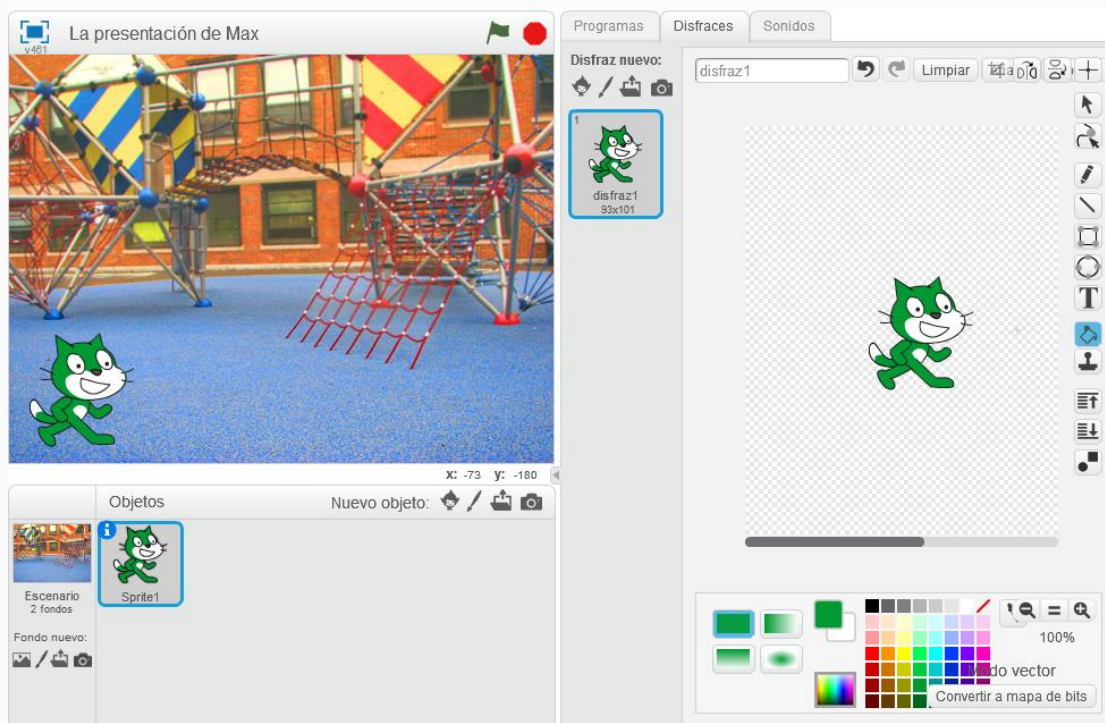 La presentación de Max
v461
Programas
Disfraces
Sonidos
Disfraz nuevo:
1
disfraz1
93x101
disfraz1
Limpiar
T
x: -73 y: -180
Objetos
Nuevo objeto:
Escenario
2 fondos
Sprite1
Fondo nuevo:
100%
Modo vector
Convertir a mapa de bits